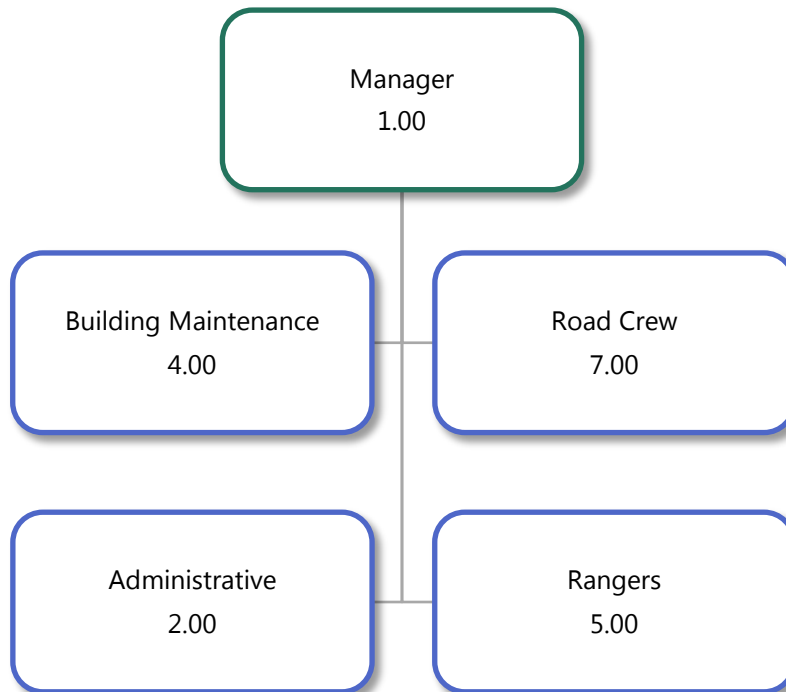 Manager
1.00
Building Maintenance
4.00
Road Crew
7.00
Administrative
2.00
Rangers
5.00